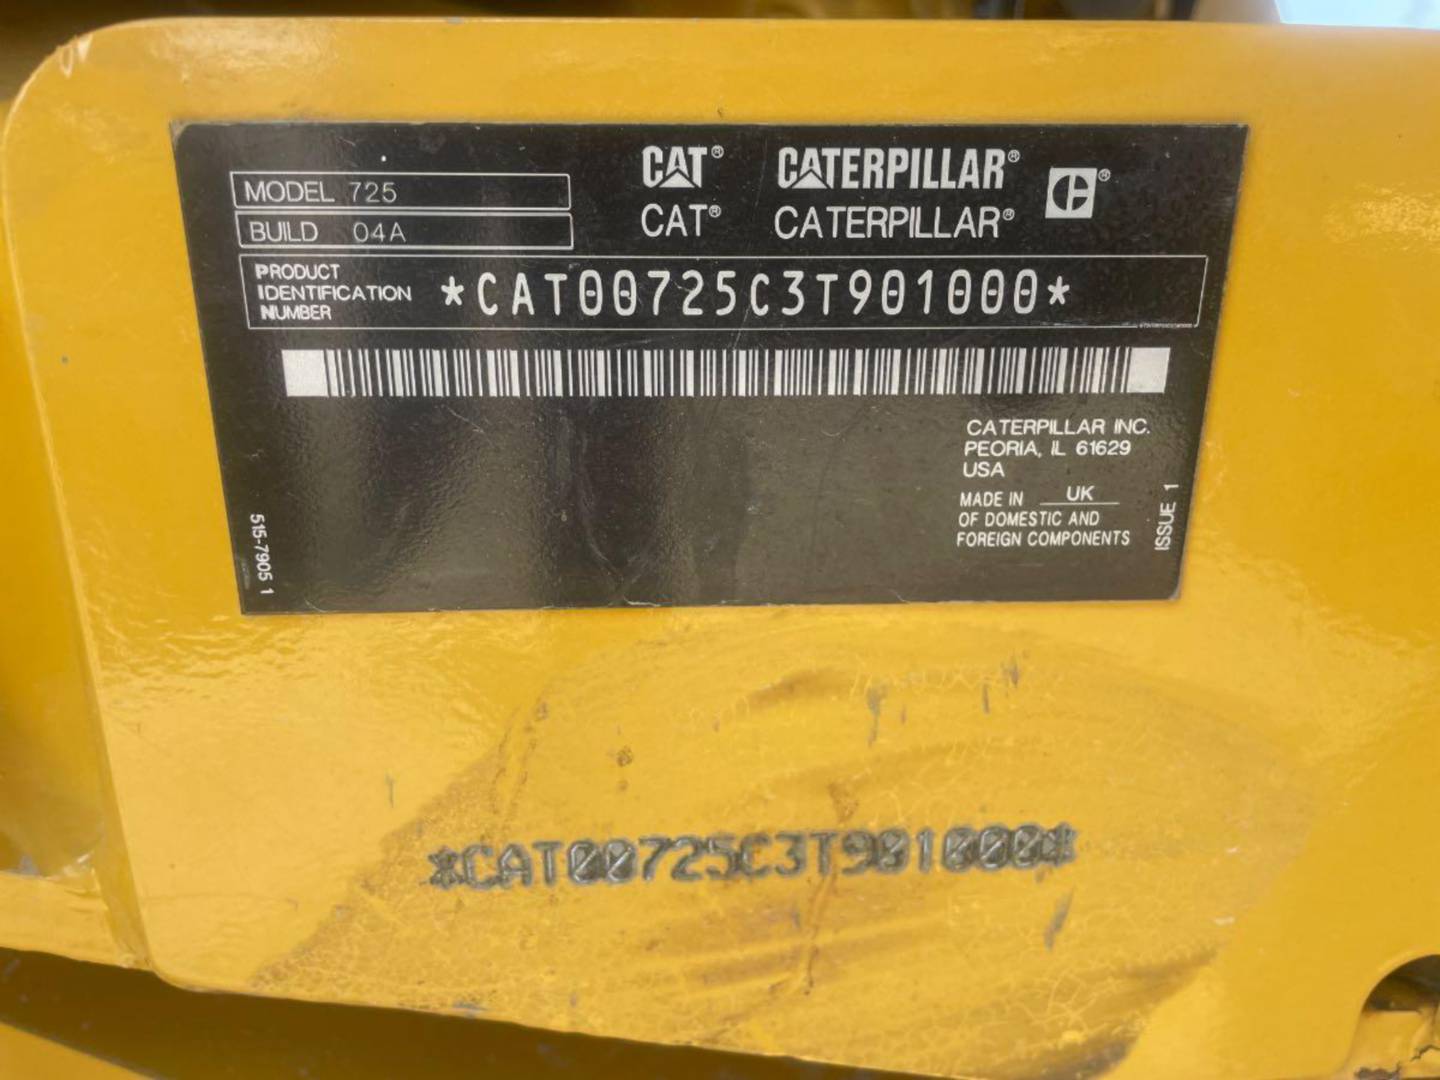 MODEL 725
BUILD 04A
CAT® CATERPILLAR®
CAT® CATERPILLAR®
PRODUCT
IDENTIFICATION
NUMBER
*CAT00725C3T901000*
CATERPILLAR INC.
PEORIA, IL 61629
USA
MADE IN UK
OF DOMESTIC AND
FOREIGN COMPONENTS
ISSUE 1
515-7905 1
*CAT00725C3T901000*